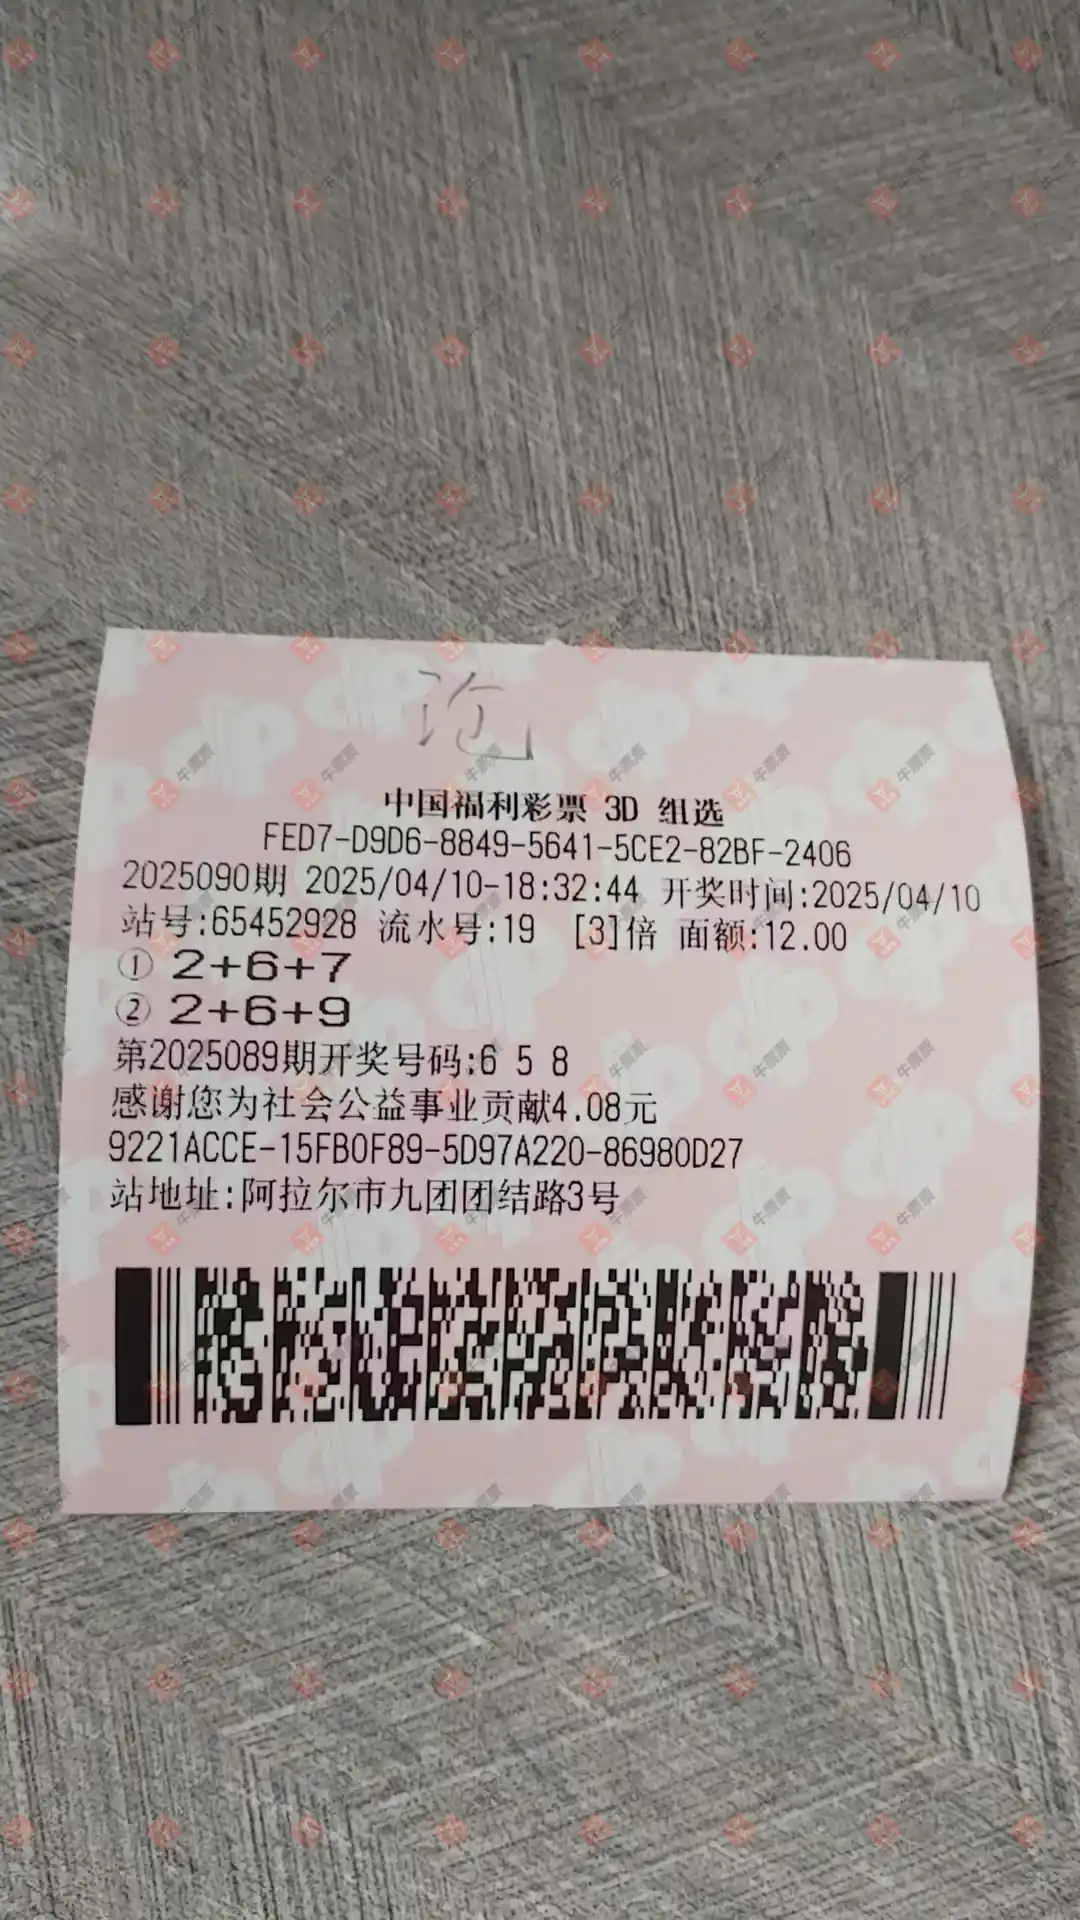 中国福利彩票 3D 组选
FED7-D9D6-8849-5641-5CE2-82BF-2406
2025090期 2025/04/10-18:32:44 开奖时间:2025/04/10
站号:65452928 流水号:19 [3]倍 面额:12.00
① 2+6+7
② 2+6+9
第2025089期开奖号码:6 5 8
感谢您为社会公益事业贡献4.08元
9221ACCE-15FB0F89-5D97A220-86980D27
站地址:阿拉尔市九团团结路3号